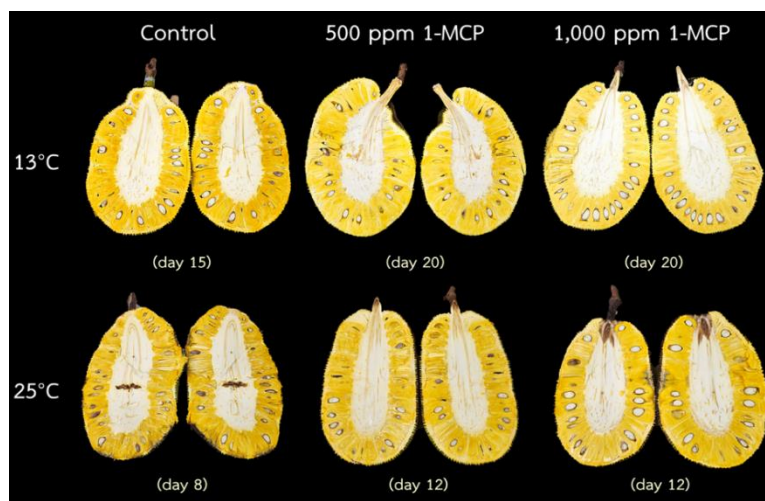 Control 500 ppm 1-MCP 1,000 ppm 1-MCP
13°C
(day 15) (day 20) (day 20)
25°C
(day 8) (day 12) (day 12)